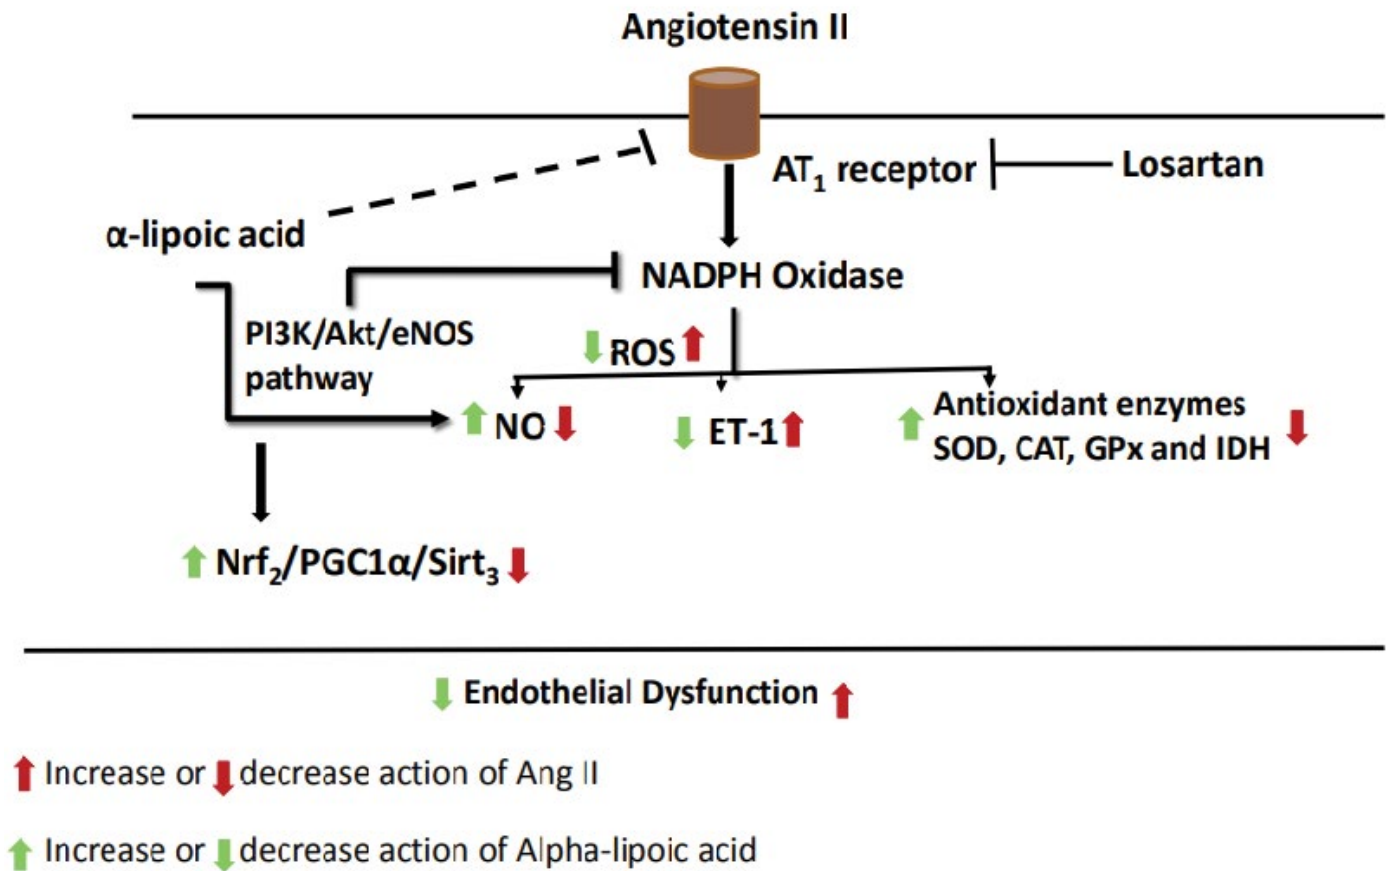 Angiotensin II
AT₁ receptor
Losartan
α-lipoic acid
NADPH Oxidase
PI3K/Akt/eNOS
pathway
ROS
NO
ET-1
Antioxidant enzymes
SOD, CAT, GPx and IDH
Nrf₂/PGC1α/Sirt₃
Endothelial Dysfunction
Increase or decrease action of Ang II
Increase or decrease action of Alpha-lipoic acid